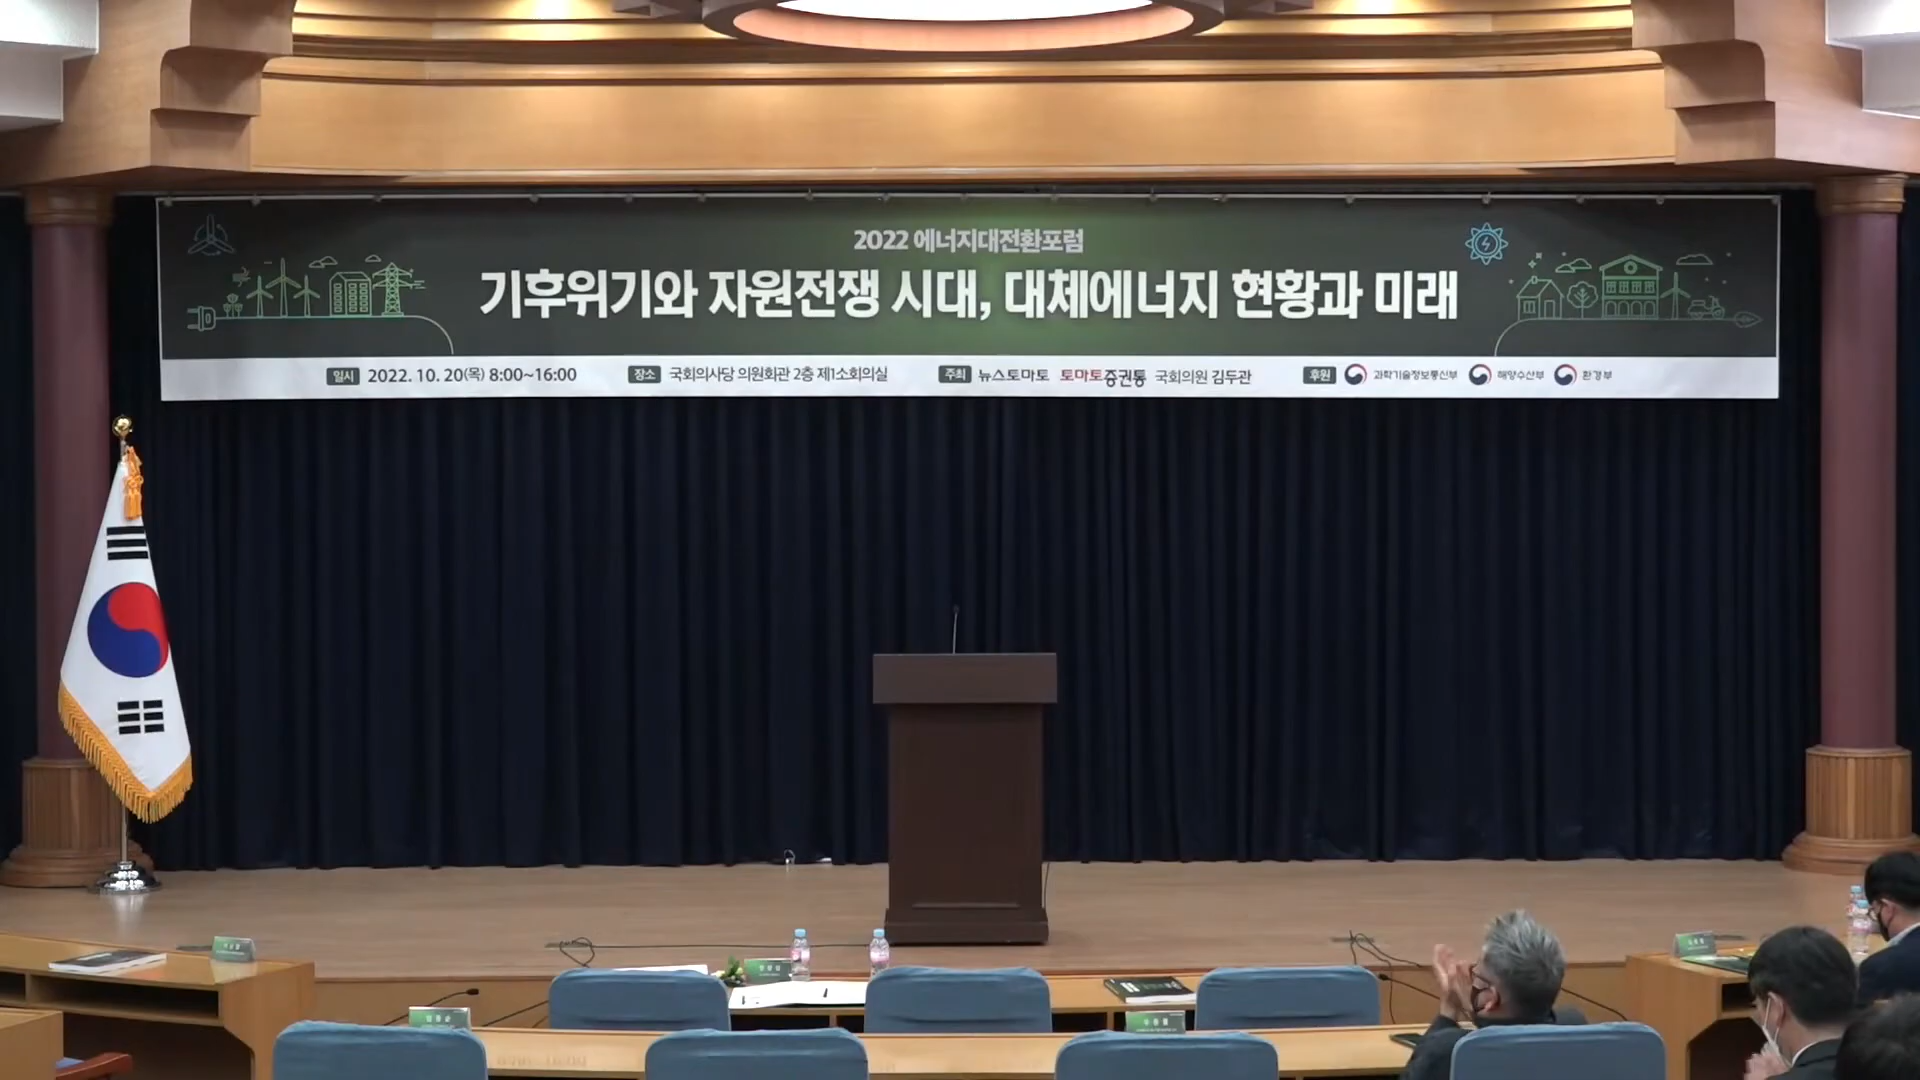 2022 에너지대전환포럼
기후위기와 자원전쟁 시대, 대체에너지 현황과 미래
일시 2022. 10. 20(목) 8:00~16:00 장소 국회의사당 의원회관 2층 제1소회의실 주최 뉴스토마토 토마토증권통 국회의원 김두관 후원 과학기술정보통신부 해양수산부 환경부